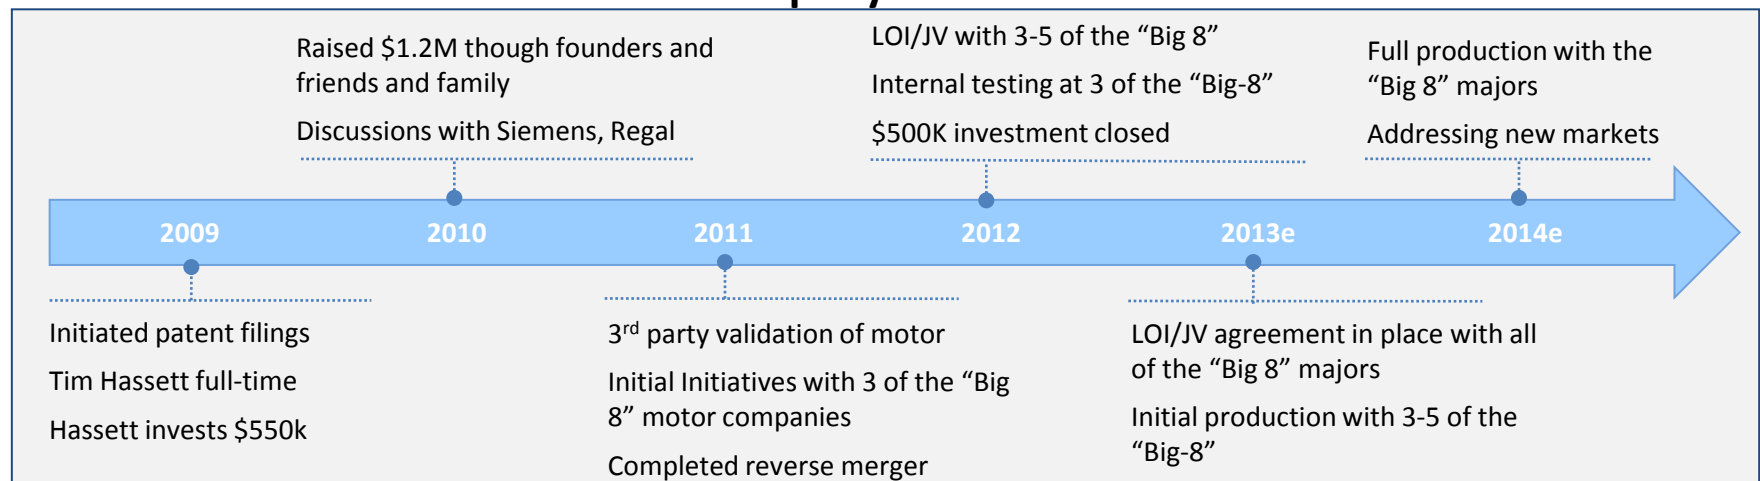 Raised $1.2M though founders and
friends and family
Discussions with Siemens, Regal
LOI/JV with 3-5 of the “Big 8”
Internal testing at 3 of the “Big-8”
$500K investment closed
Full production with the
“Big 8” majors
Addressing new markets
2009 2010 2011 2012 2013e 2014e
Initiated patent filings
Tim Hassett full-time
Hassett invests $550k
3rd party validation of motor
Initial Initiatives with 3 of the “Big
8” motor companies
Completed reverse merger
LOI/JV agreement in place with all
of the “Big 8” majors
Initial production with 3-5 of the
“Big-8”